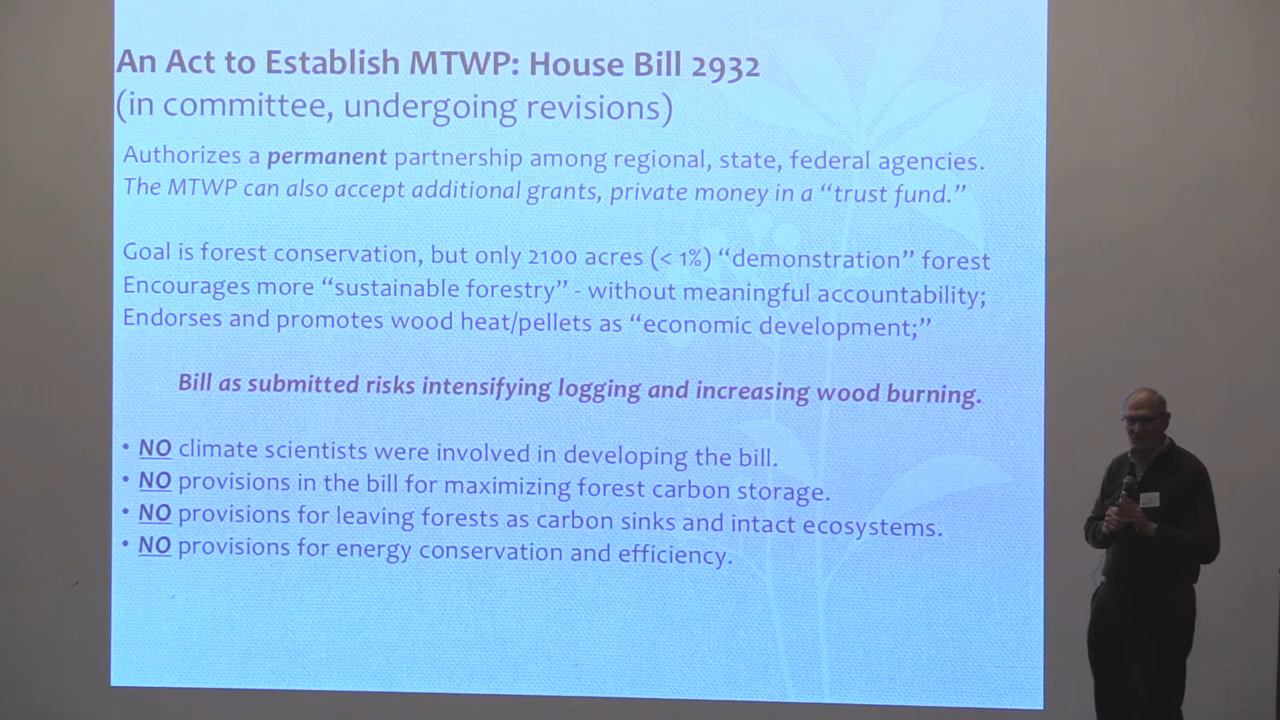 An Act to Establish MTWP: House Bill 2932
(in committee, undergoing revisions)
Authorizes a permanent partnership among regional, state, federal agencies.
The MTWP can also accept additional grants, private money in a “trust fund.”
Goal is forest conservation, but only 2100 acres (< 1%) “demonstration” forest
Encourages more “sustainable forestry” - without meaningful accountability;
Endorses and promotes wood heat/pellets as “economic development;”
Bill as submitted risks intensifying logging and increasing wood burning.
• NO climate scientists were involved in developing the bill.
• NO provisions in the bill for maximizing forest carbon storage.
• NO provisions for leaving forests as carbon sinks and intact ecosystems.
• NO provisions for energy conservation and efficiency.